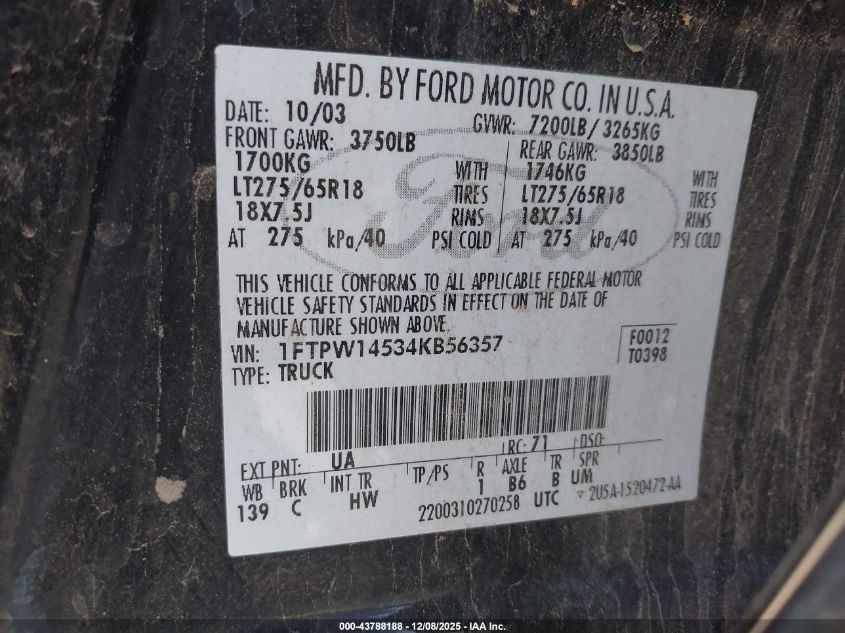 MFD. BY FORD MOTOR CO. IN U.S.A.
DATE: 10/03 GVWR: 7200LB/ 3265KG
FRONT GAWR: 3750LB REAR GAWR: 3850LB
1700KG WITH 1746KG WITH
LT275/65R18 TIRES LT275/65R18 TIRES
18X7.5J RIMS 18X7.5J RIMS
AT 275 kPa/40 PSI COLD AT 275 kPa/40 PSI COLD
Ford
THIS VEHICLE CONFORMS TO ALL APPLICABLE FEDERAL MOTOR
VEHICLE SAFETY STANDARDS IN EFFECT ON THE DATE OF
MANUFACTURE SHOWN ABOVE.
VIN: 1FTPW14534KB56357 F0012
TYPE: TRUCK T0398
EXT PNT: UA RC: 71 DSO:
WB BRK INT TR TP/PS R AXLE TR SPR
139 C HW 1 B6 B UM
2200310270258 UTC ▿ 2U5A-1520472-AA
000-43788188 • 12/08/2025 • IAA Inc.